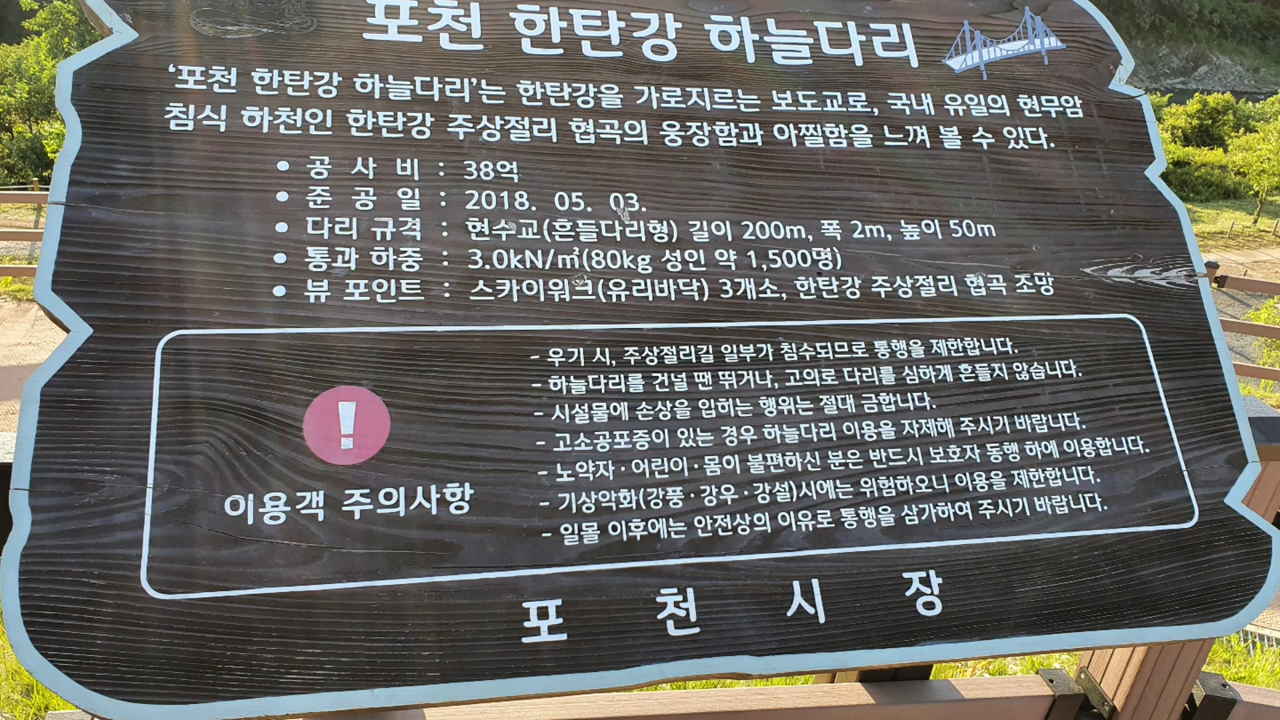 포천 한탄강 하늘다리
‘포천 한탄강 하늘다리’는 한탄강을 가로지르는 보도교로, 국내 유일의 현무암
침식 하천인 한탄강 주상절리 협곡의 웅장함과 아찔함을 느껴 볼 수 있다.
• 공 사 비 : 38억
• 준 공 일 : 2018. 05. 03.
• 다리 규격 : 현수교(흔들다리형) 길이 200m, 폭 2m, 높이 50m
• 통과 하중 : 3.0kN/㎡(80kg 성인 약 1,500명)
• 뷰 포인트 : 스카이워크(유리바닥) 3개소, 한탄강 주상절리 협곡 조망
- 우기 시, 주상절리길 일부가 침수되므로 통행을 제한합니다.
- 하늘다리를 건널 땐 뛰거나, 고의로 다리를 심하게 흔들지 않습니다.
- 시설물에 손상을 입히는 행위는 절대 금합니다.
- 고소공포증이 있는 경우 하늘다리 이용을 자제해 주시기 바랍니다.
- 노약자·어린이·몸이 불편하신 분은 반드시 보호자 동행 하에 이용합니다.
- 기상악화(강풍·강우·강설)시에는 위험하오니 이용을 제한합니다.
- 일몰 이후에는 안전상의 이유로 통행을 삼가하여 주시기 바랍니다.
!
이용객 주의사항
포 천 시 장